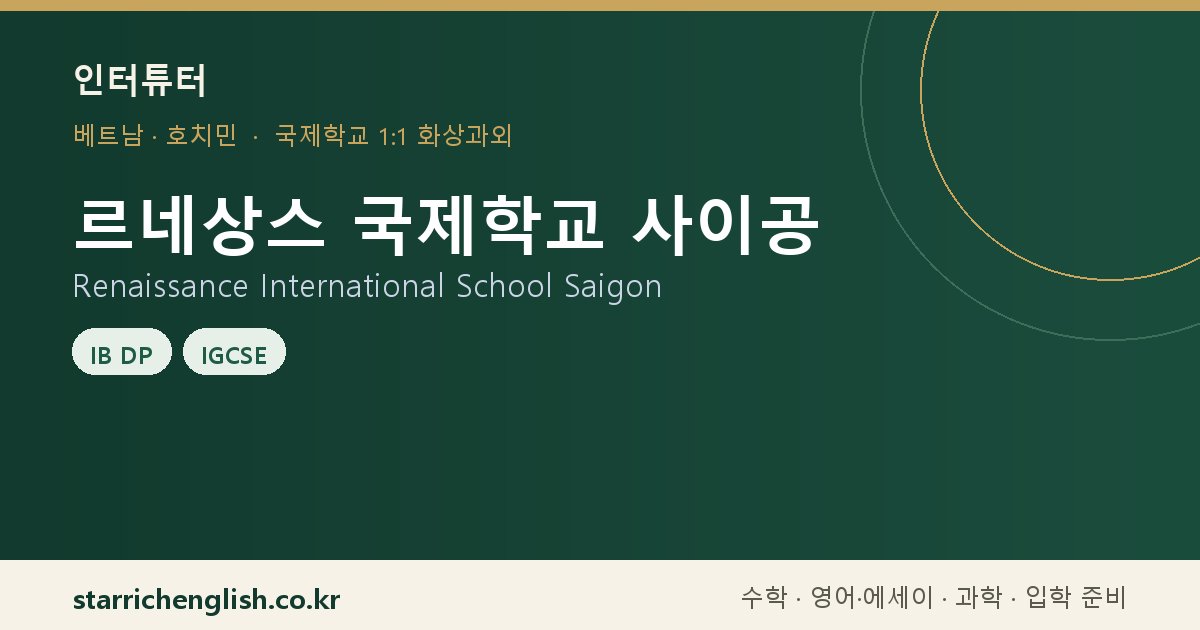 인터튜터
베트남 · 호치민 · 국제학교 1:1 화상과외
르네상스 국제학교 사이공
Renaissance International School Saigon
IB DP IGCSE
starrichenglish.co.kr
수학 · 영어·에세이 · 과학 · 입학 준비